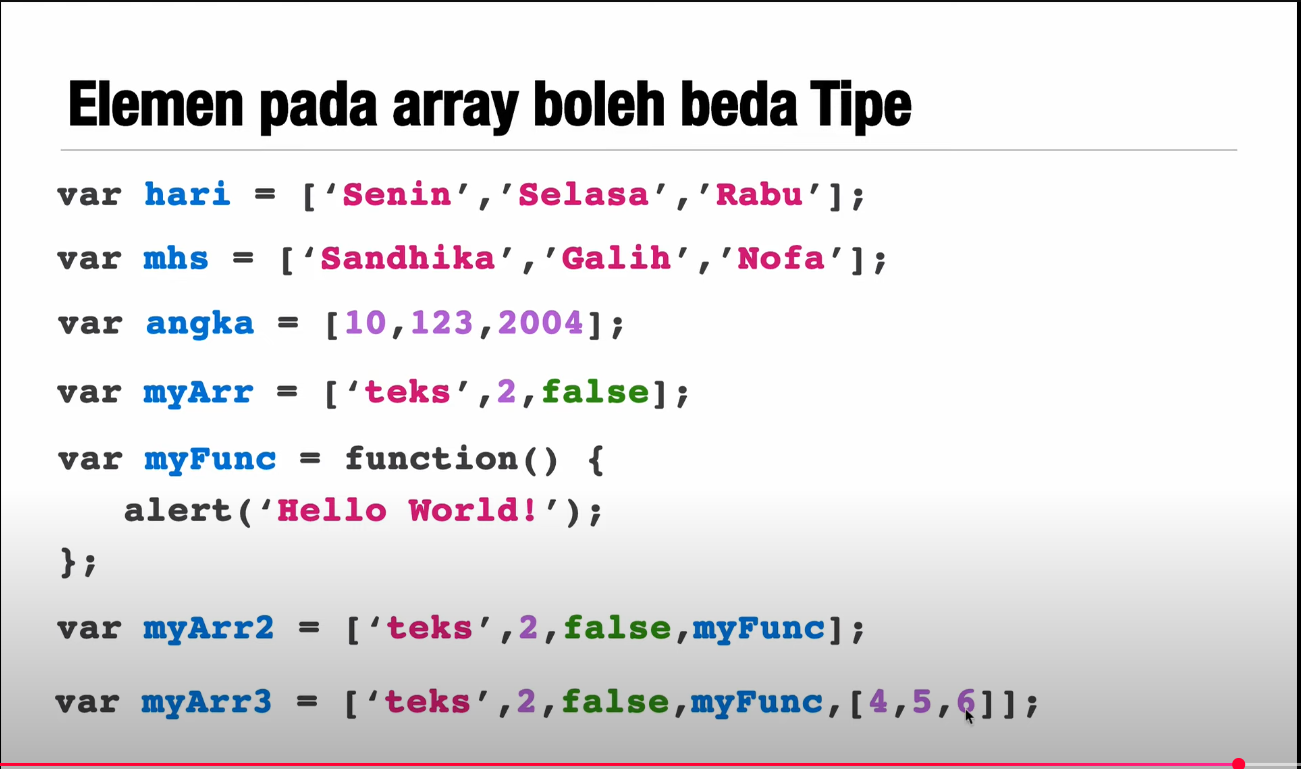 Elemen pada array boleh beda Tipe
var hari = [‘Senin’,’Selasa’,’Rabu’];
var mhs = [‘Sandhika’,’Galih’,’Nofa’];
var angka = [10,123,2004];
var myArr = [‘teks’,2,false];
var myFunc = function() {
alert(‘Hello World!’);
};
var myArr2 = [‘teks’,2,false,myFunc];
var myArr3 = [‘teks’,2,false,myFunc,[4,5,6]];